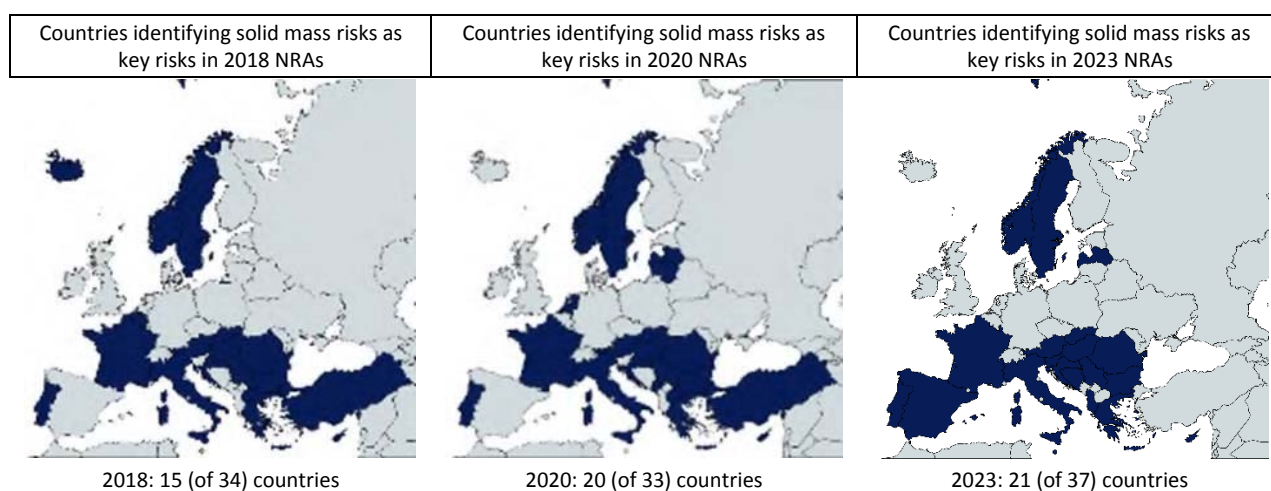 Countries identifying solid mass risks as
key risks in 2018 NRAs
Countries identifying solid mass risks as
key risks in 2020 NRAs
Countries identifying solid mass risks as
key risks in 2023 NRAs
2018: 15 (of 34) countries
2020: 20 (of 33) countries
2023: 21 (of 37) countries